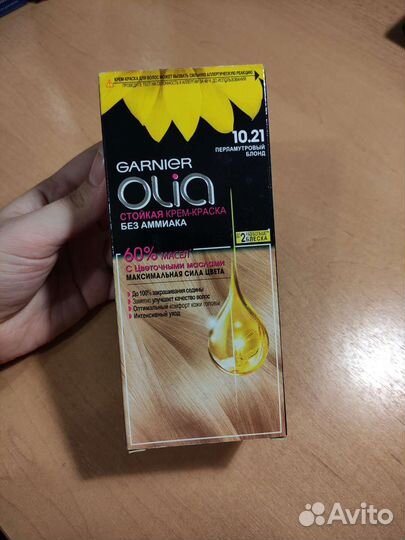 КРЕМ-КРАСКА ДЛЯ ВОЛОС МОЖЕТ ВЫЗВАТЬ СИЛЬНУЮ АЛЛЕРГИЧЕСКУЮ РЕАКЦИЮ.
10.21
ПЕРЛАМУТРОВЫЙ
БЛОНД
GARNIER
OLIA
СТОЙКАЯ КРЕМ-КРАСКА
БЕЗ АММИАКА
60% МАСЕЛ
С Цветочными маслами
МАКСИМАЛЬНАЯ СИЛА ЦВЕТА
БЛЕСКА
До 100% закрашивания седины
Заметно улучшает качество волос
Оптимальный комфорт кожи головы
Интенсивный уход
Avito